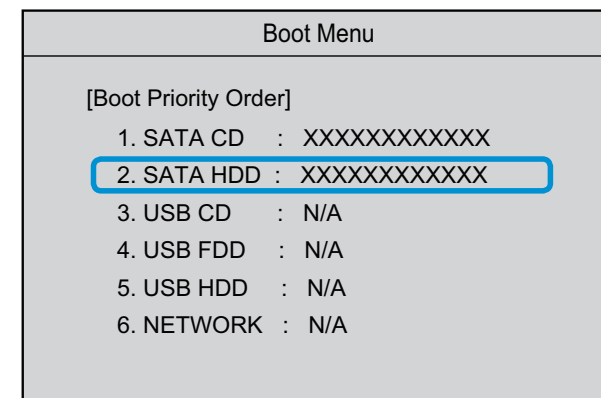 Boot Menu
[Boot Priority Order]
1. SATA CD : XXXXXXXXXXXX
2. SATA HDD : XXXXXXXXXXXX
3. USB CD : N/A
4. USB FDD : N/A
5. USB HDD : N/A
6. NETWORK : N/A